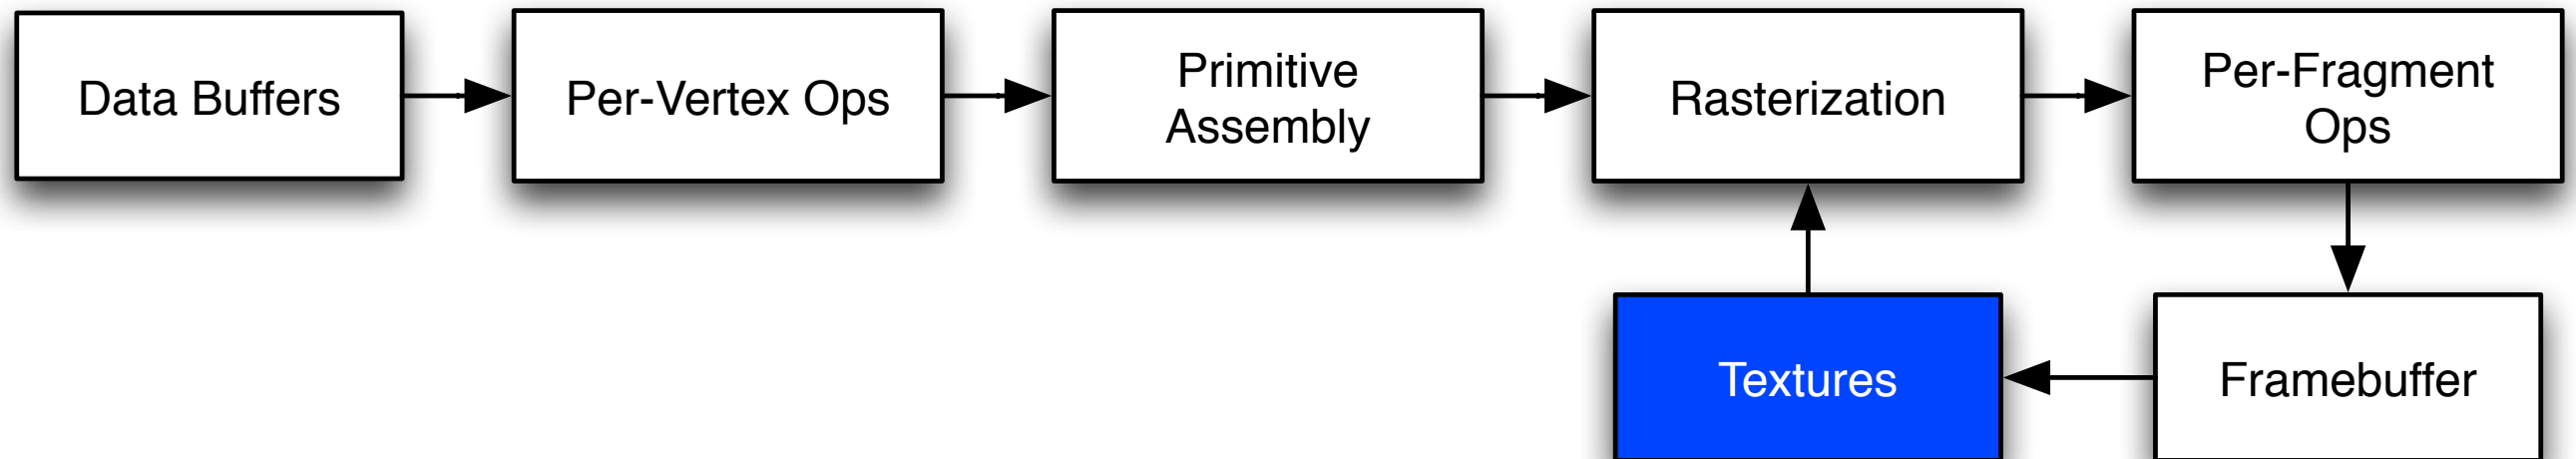 Data Buffers
Per-Vertex Ops
Primitive
Assembly
Rasterization
Per-Fragment
Ops
Textures
Framebuffer